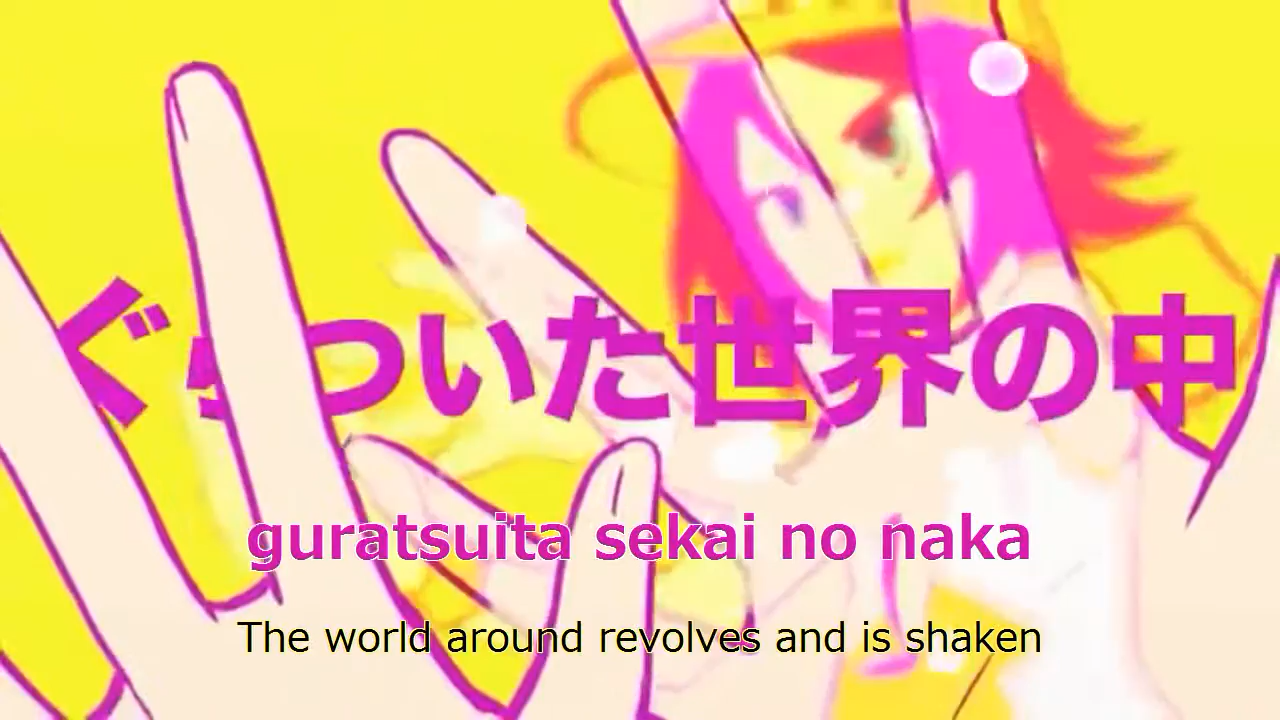 ぐらついた世界の中
guratsuita sekai no naka
The world around revolves and is shaken